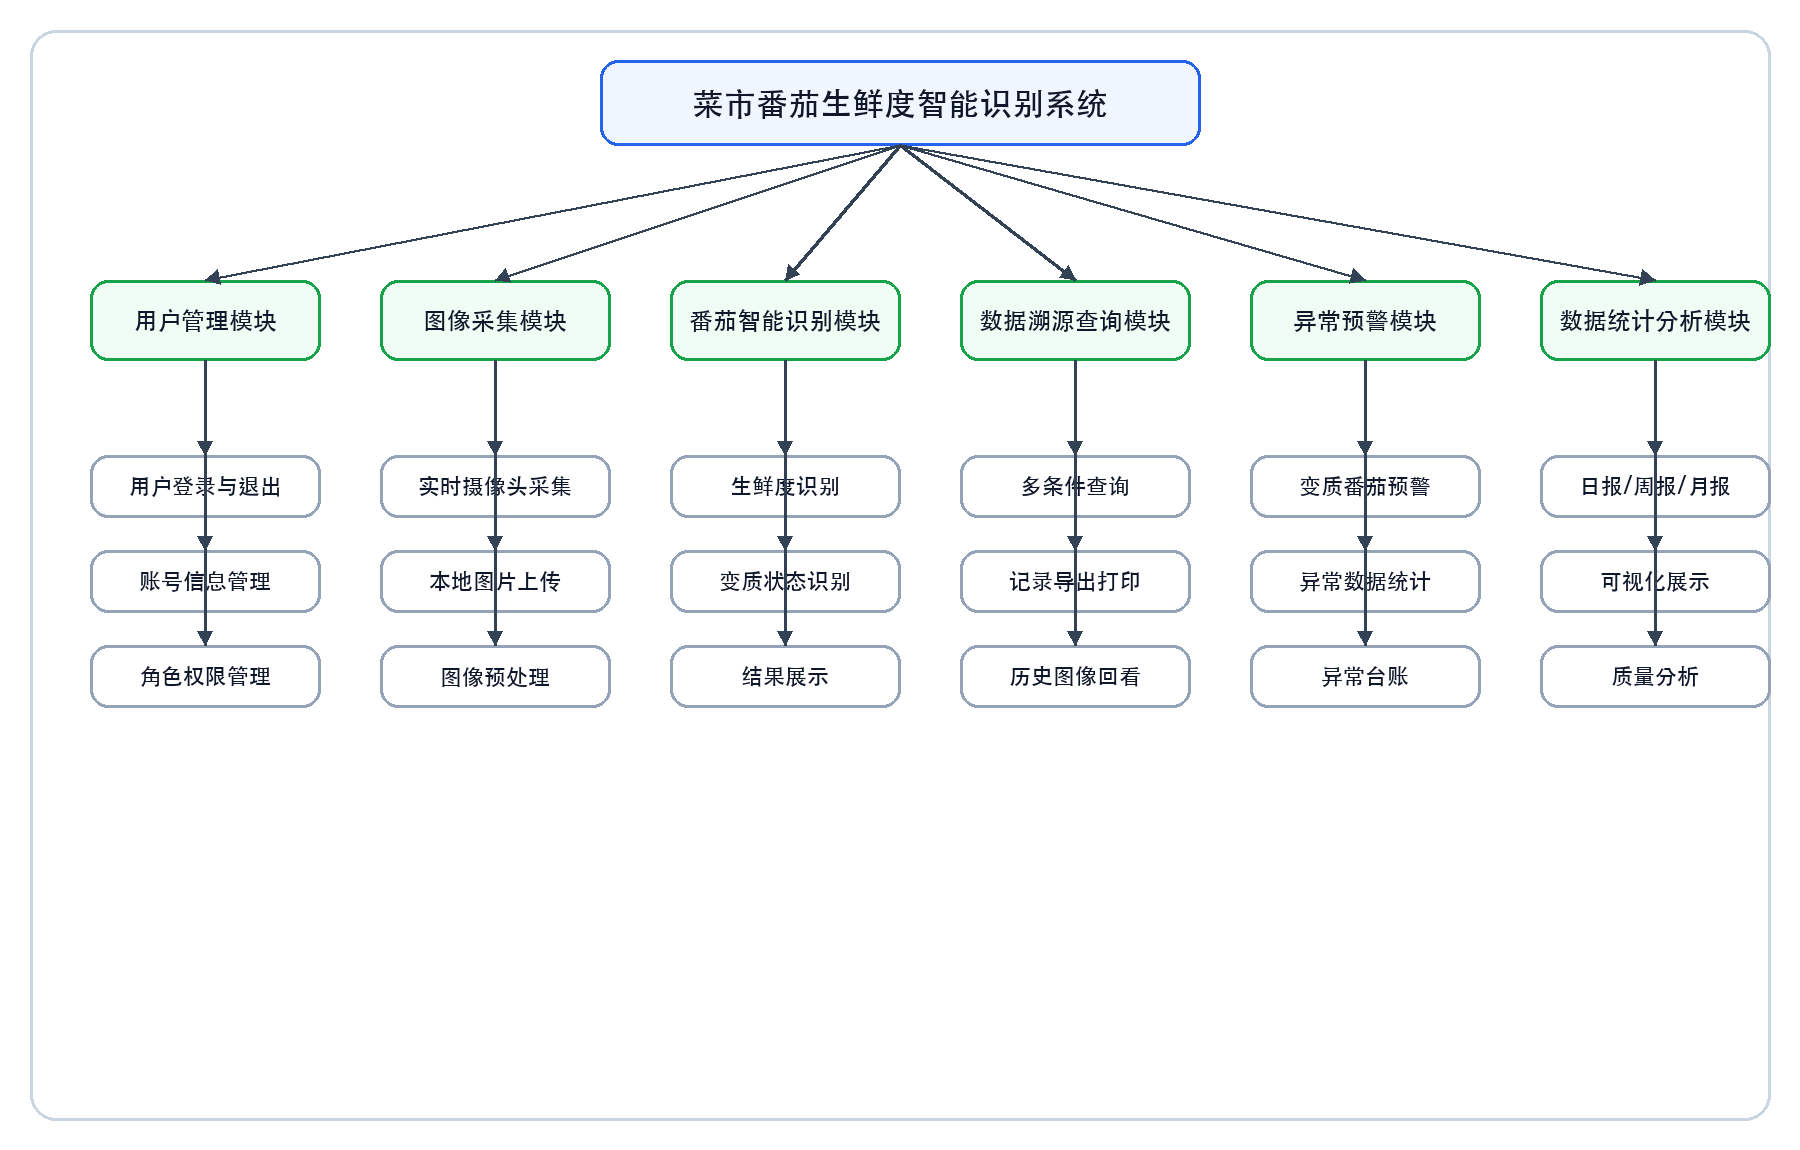 菜市番茄生鲜度智能识别系统
用户管理模块
图像采集模块
番茄智能识别模块
数据溯源查询模块
异常预警模块
数据统计分析模块
用户登录与退出
实时摄像头采集
生鲜度识别
多条件查询
变质番茄预警
日报/周报/月报
账号信息管理
本地图片上传
变质状态识别
记录导出打印
异常数据统计
可视化展示
角色权限管理
图像预处理
结果展示
历史图像回看
异常台账
质量分析